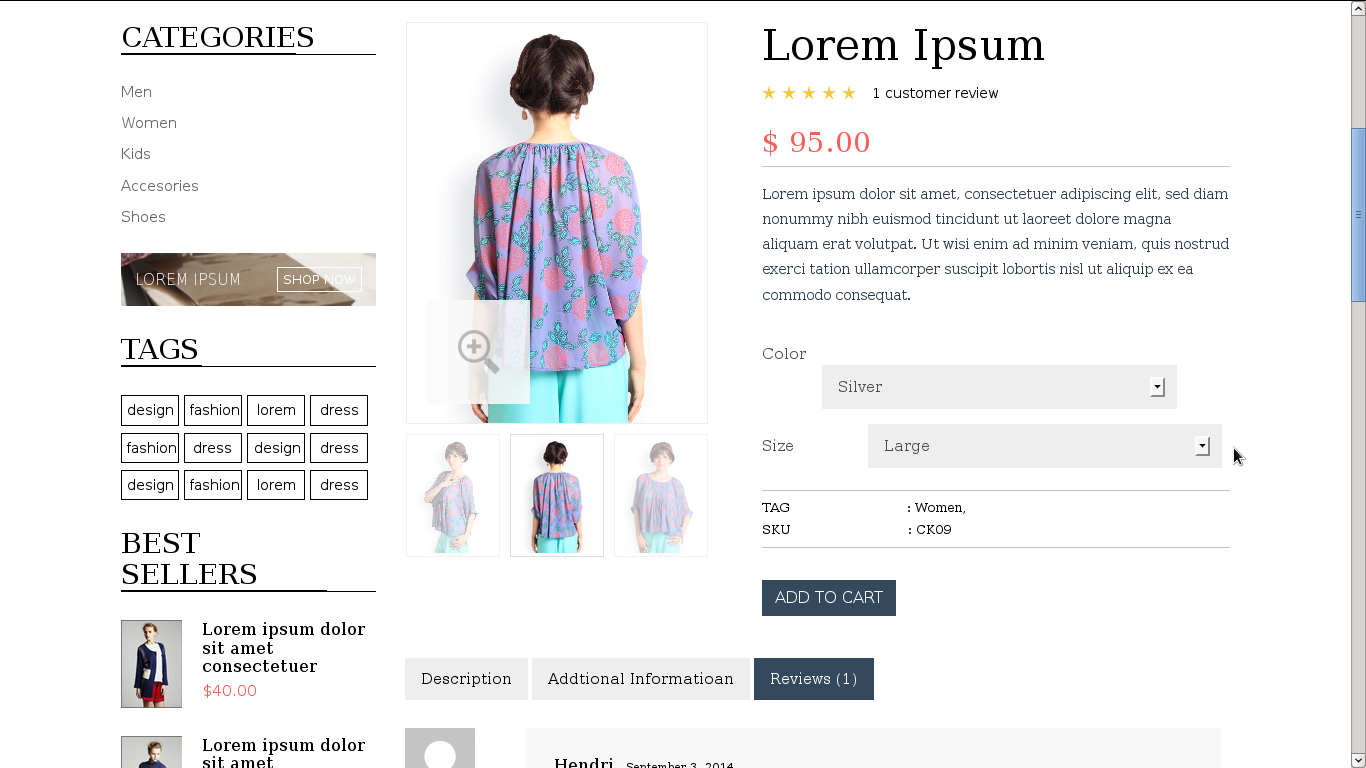 CATEGORIES
Men
Women
Kids
Accesories
Shoes
LOREM IPSUM SHOP NOW
TAGS
design fashion lorem dress
fashion dress design dress
design fashion lorem dress
BEST
SELLERS
Lorem ipsum dolor
sit amet
consectetuer
$40.00
Lorem ipsum dolor
sit amet
Lorem Ipsum
1 customer review
$ 95.00
Lorem ipsum dolor sit amet, consectetuer adipiscing elit, sed diam
nonummy nibh euismod tincidunt ut laoreet dolore magna
aliquam erat volutpat. Ut wisi enim ad minim veniam, quis nostrud
exerci tation ullamcorper suscipit lobortis nisl ut aliquip ex ea
commodo consequat.
Color
Silver
Size Large
TAG : Women,
SKU : CK09
ADD TO CART
Description Addtional Informatioan Reviews (1)
Hendri September 3, 2014